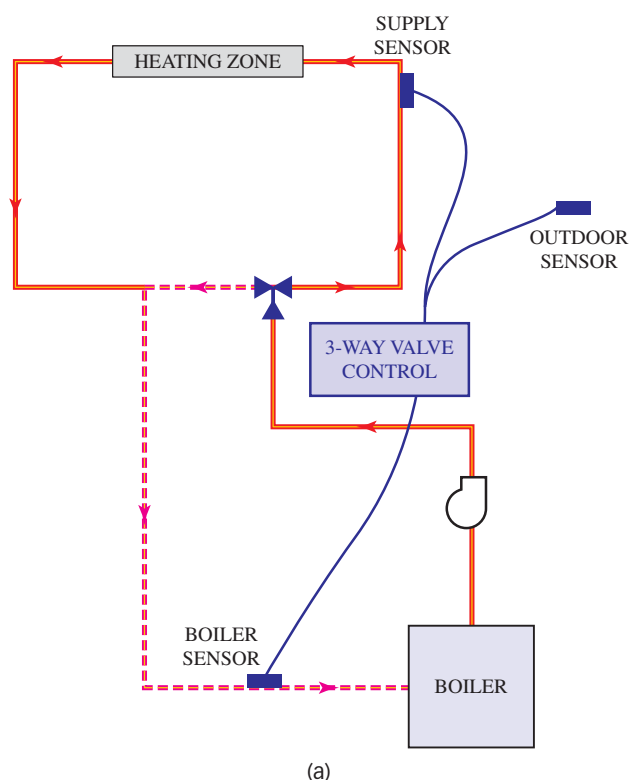 SUPPLY
SENSOR
HEATING ZONE
OUTDOOR
SENSOR
3-WAY VALVE
CONTROL
BOILER
SENSOR
BOILER
(a)